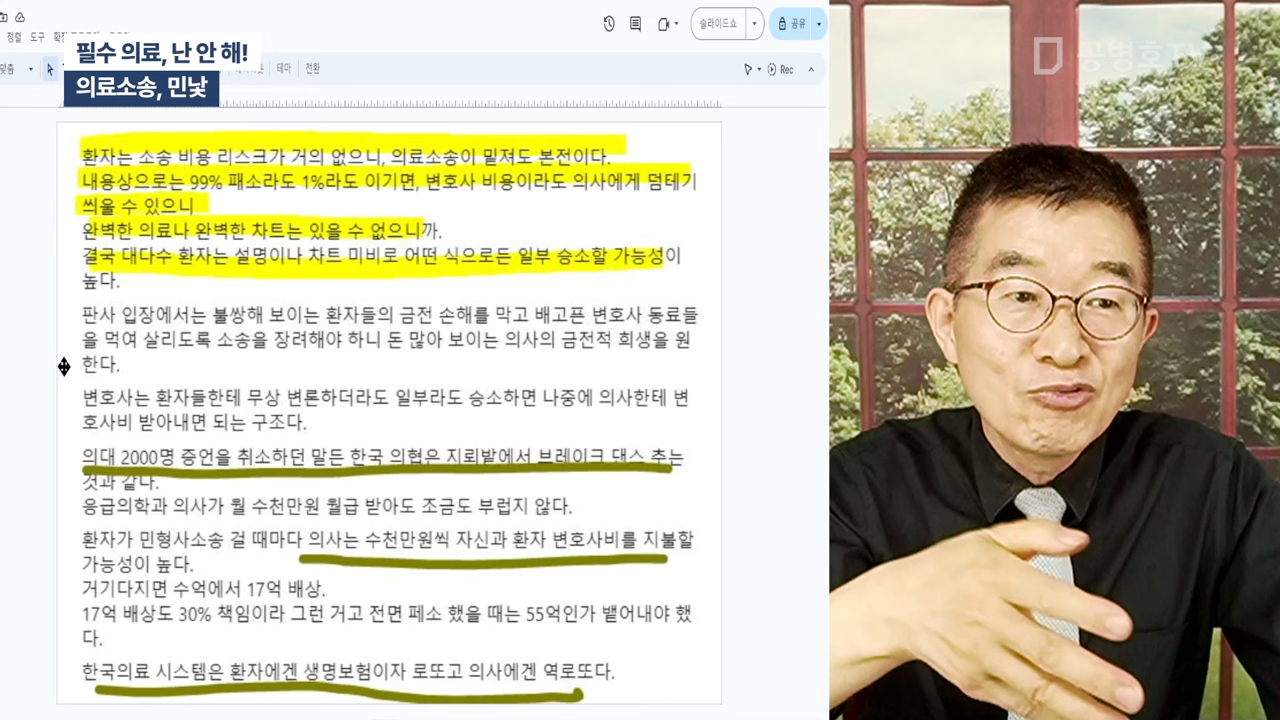 정렬 도구
슬라이드쇼
공유
필수 의료, 난 안 해!
의료소송, 민낯
맞춤
테마
전환
Rec
공병호TV
환자는 소송 비용 리스크가 거의 없으니, 의료소송이 밑져도 본전이다.
내용상으로는 99% 패소라도 1%라도 이기면, 변호사 비용이라도 의사에게 덤테기
씌울 수 있으니
완벽한 의료나 완벽한 차트는 있을 수 없으니까.
결국 대다수 환자는 설명이나 차트 미비로 어떤 식으로든 일부 승소할 가능성이
높다.
판사 입장에서는 불쌍해 보이는 환자들의 금전 손해를 막고 배고픈 변호사 동료들
을 먹여 살리도록 소송을 장려해야 하니 돈 많아 보이는 의사의 금전적 희생을 원
한다.
변호사는 환자들한테 무상 변론하더라도 일부라도 승소하면 나중에 의사한테 변
호사비 받아내면 되는 구조다.
의대 2000명 증언을 취소하던 말든 한국 의협은 지뢰밭에서 브레이크 댄스 추는
것과 같다.
응급의학과 의사가 월 수천만원 월급 받아도 조금도 부럽지 않다.
환자가 민형사소송 걸 때마다 의사는 수천만원씩 자신과 환자 변호사비를 지불할
가능성이 높다.
거기다지면 수억에서 17억 배상.
17억 배상도 30% 책임이라 그런 거고 전면 페소 했을 때는 55억인가 뱉어내야 했
다.
한국의료 시스템은 환자에겐 생명보험이자 로또고 의사에겐 역로또다.